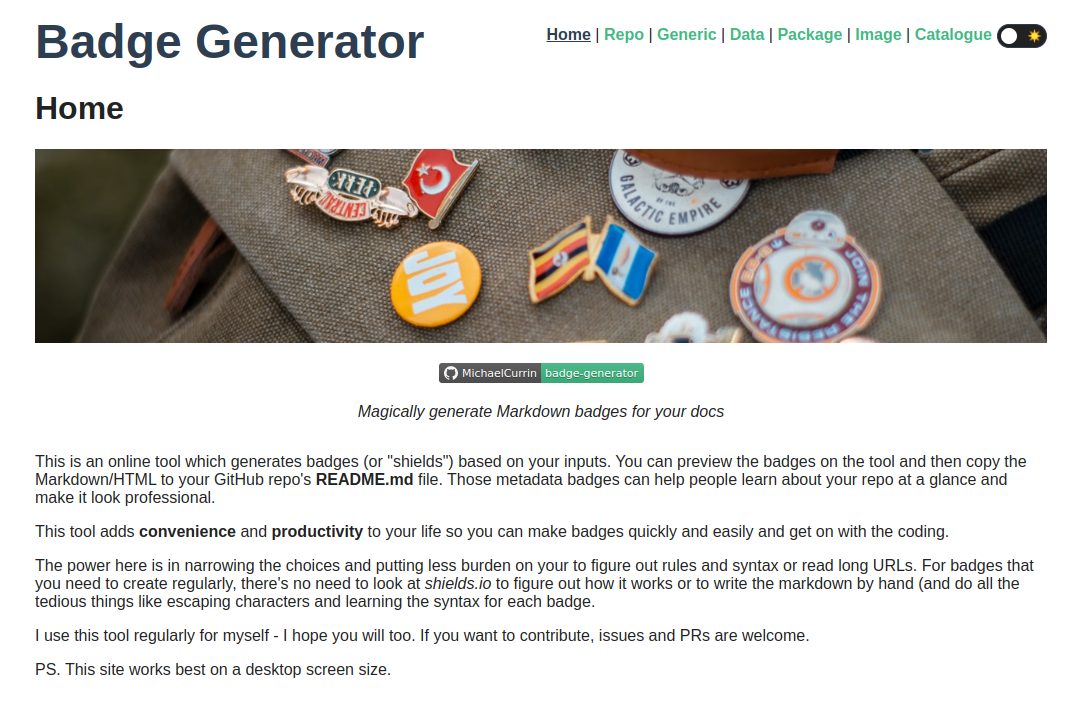 Badge Generator
Home | Repo | Generic | Data | Package | Image | Catalogue
Home
CENTRAL PERK
JOY
GALACTIC EMPIRE
OF THE
BB-8
JOIN THE RESISTANCE
MichaelCurrin badge-generator
Magically generate Markdown badges for your docs
This is an online tool which generates badges (or "shields") based on your inputs. You can preview the badges on the tool and then copy the
Markdown/HTML to your GitHub repo's README.md file. Those metadata badges can help people learn about your repo at a glance and
make it look professional.
This tool adds convenience and productivity to your life so you can make badges quickly and easily and get on with the coding.
The power here is in narrowing the choices and putting less burden on your to figure out rules and syntax or read long URLs. For badges that
you need to create regularly, there's no need to look at shields.io to figure out how it works or to write the markdown by hand (and do all the
tedious things like escaping characters and learning the syntax for each badge.
I use this tool regularly for myself - I hope you will too. If you want to contribute, issues and PRs are welcome.
PS. This site works best on a desktop screen size.